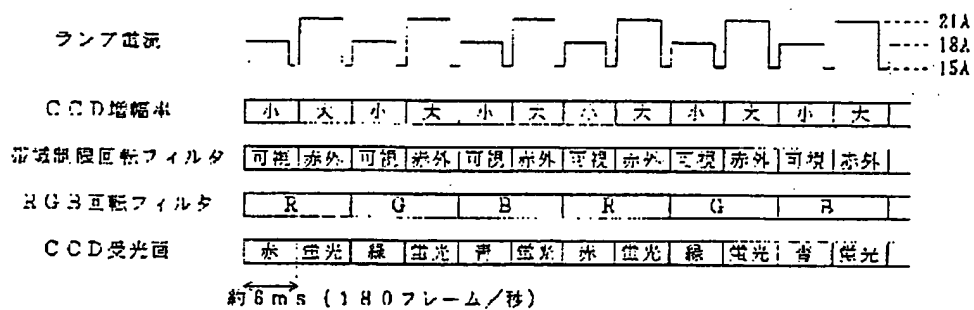 ランプ電流
21A
18A
15A
CCD増幅率 小 大 小 大 小 大 小 大 小 大 小 大
帯域制限回転フィルタ 可視 赤外 可視 赤外 可視 赤外 可視 赤外 可視 赤外 可視 赤外
RGB回転フィルタ R G B R G B
CCD受光面 赤 蛍光 緑 蛍光 青 蛍光 赤 蛍光 緑 蛍光 青 蛍光
約6ms(180フレーム/秒)